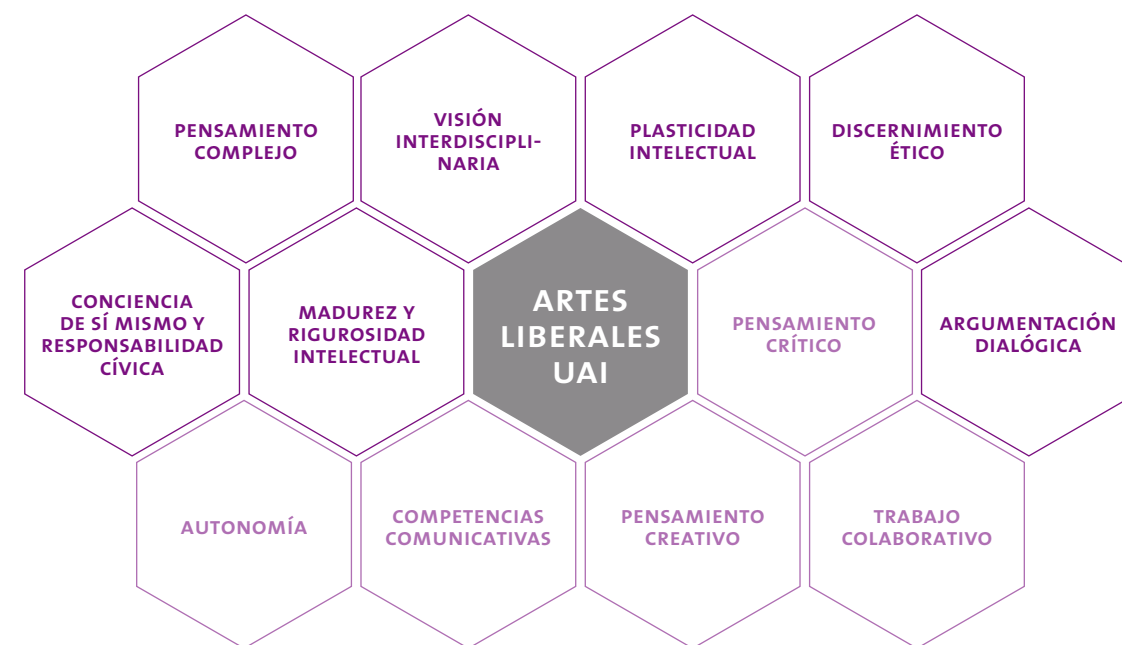 PENSAMIENTO
COMPLEJO
VISIÓN
INTERDISCIPLI-
NARIA
PLASTICIDAD
INTELECTUAL
DISCERNIMIENTO
ÉTICO
CONCIENCIA
DE SÍ MISMO Y
RESPONSABILIDAD
CÍVICA
MADUREZ Y
RIGUROSIDAD
INTELECTUAL
ARTES
LIBERALES
UAI
PENSAMIENTO
CRÍTICO
ARGUMENTACIÓN
DIALÓGICA
AUTONOMÍA
COMPETENCIAS
COMUNICATIVAS
PENSAMIENTO
CREATIVO
TRABAJO
COLABORATIVO